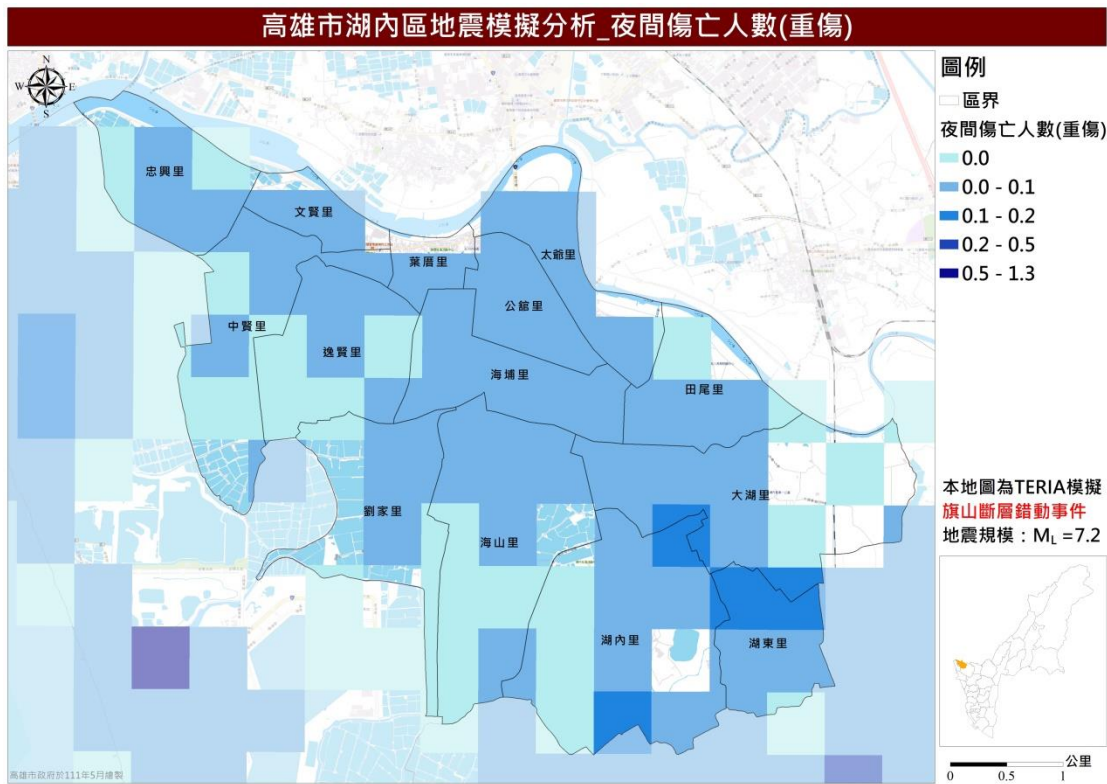 高雄市湖內區地震模擬分析_夜間傷亡人數(重傷)
N
W
E
S
圖例
區界
夜間傷亡人數(重傷)
0.0
0.0 - 0.1
0.1 - 0.2
0.2 - 0.5
0.5 - 1.3
忠興里
文賢里
太爺里
葉厝里
公舘里
中賢里
逸賢里
海埔里
田尾里
大湖里
劉家里
海山里
湖內里
湖東里
本地圖為TERIA模擬
旗山斷層錯動事件
地震規模：ML =7.2
公里
0 0.5 1
高雄市政府於111年5月繪製